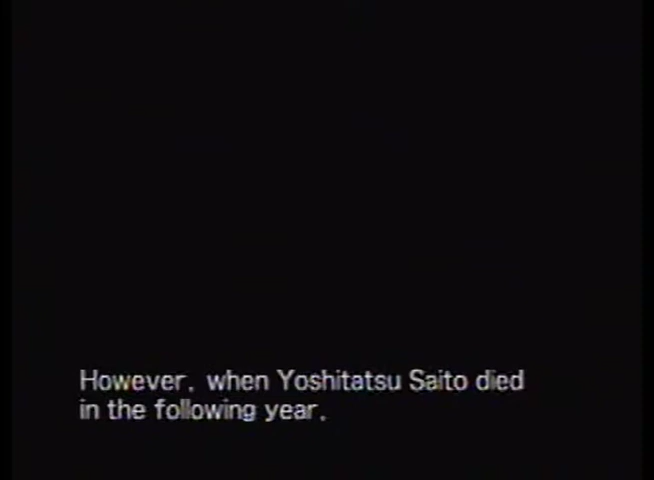 However, when Yoshitatsu Saito died
in the following year.